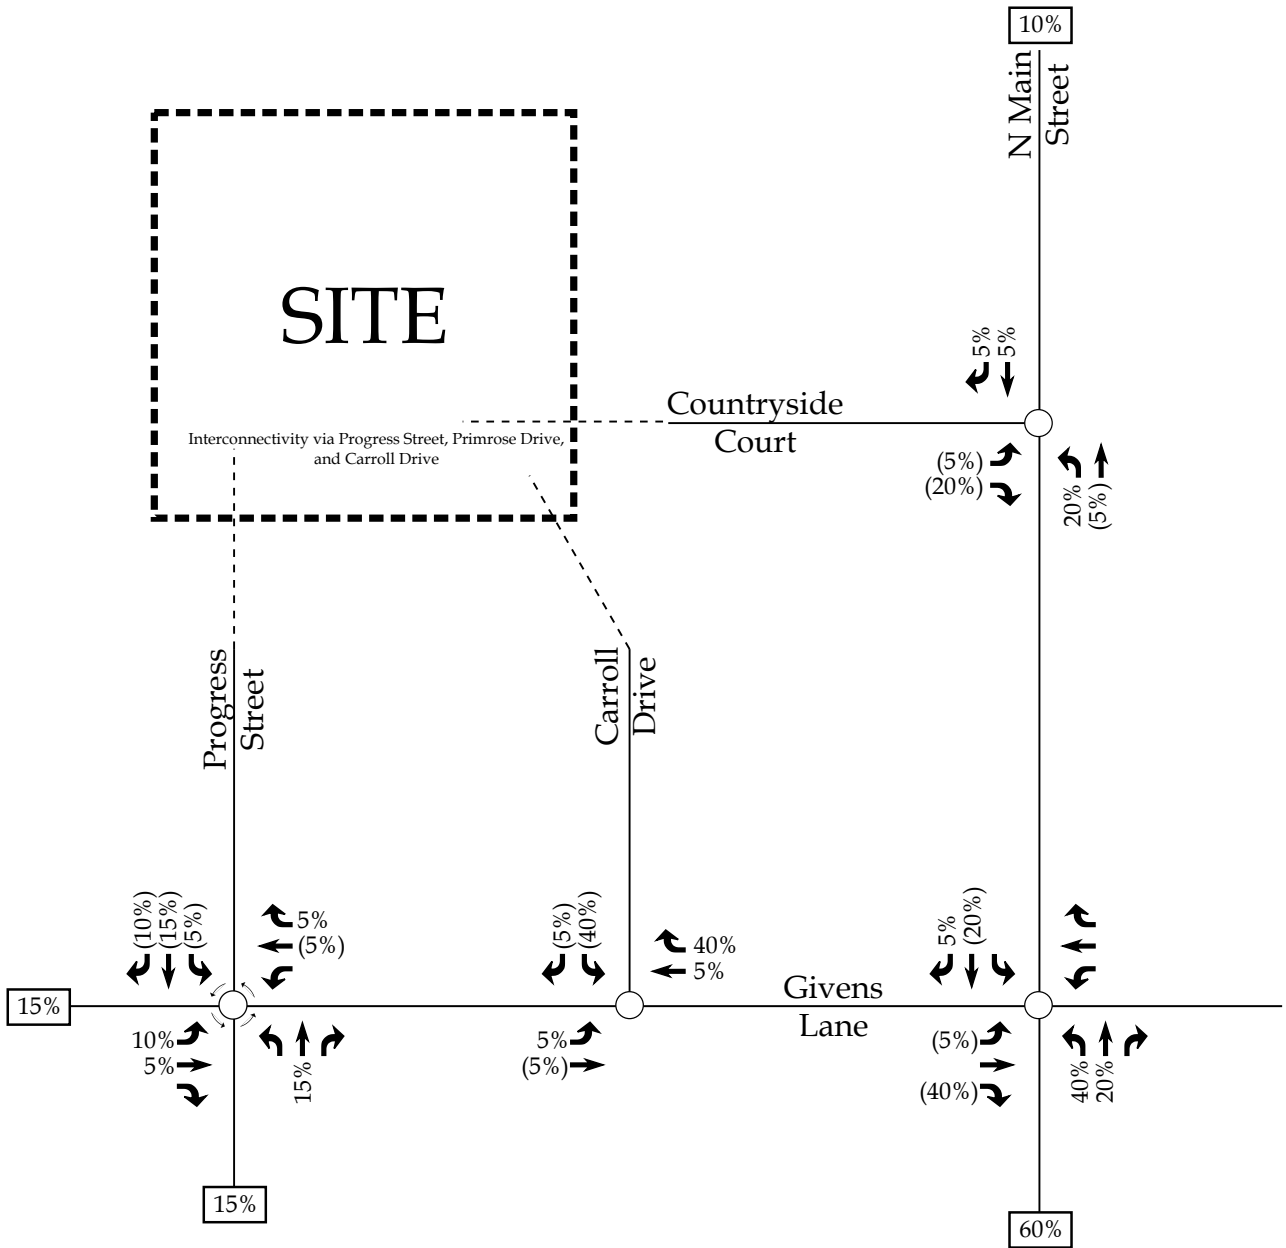 10%
N Main
Street
SITE
5%
5%
Countryside
Court
Interconnectivity via Progress Street, Primrose Drive,
and Carroll Drive
(5%)
(20%)
20%
(5%)
Progress
Street
Carroll
Drive
(10%)
(15%)
(5%)
5%
(5%)
(5%)
(40%)
40%
5%
5%
(20%)
Givens
Lane
15%
10%
5%
15%
5%
(5%)
(5%)
(40%)
40%
20%
15%
60%